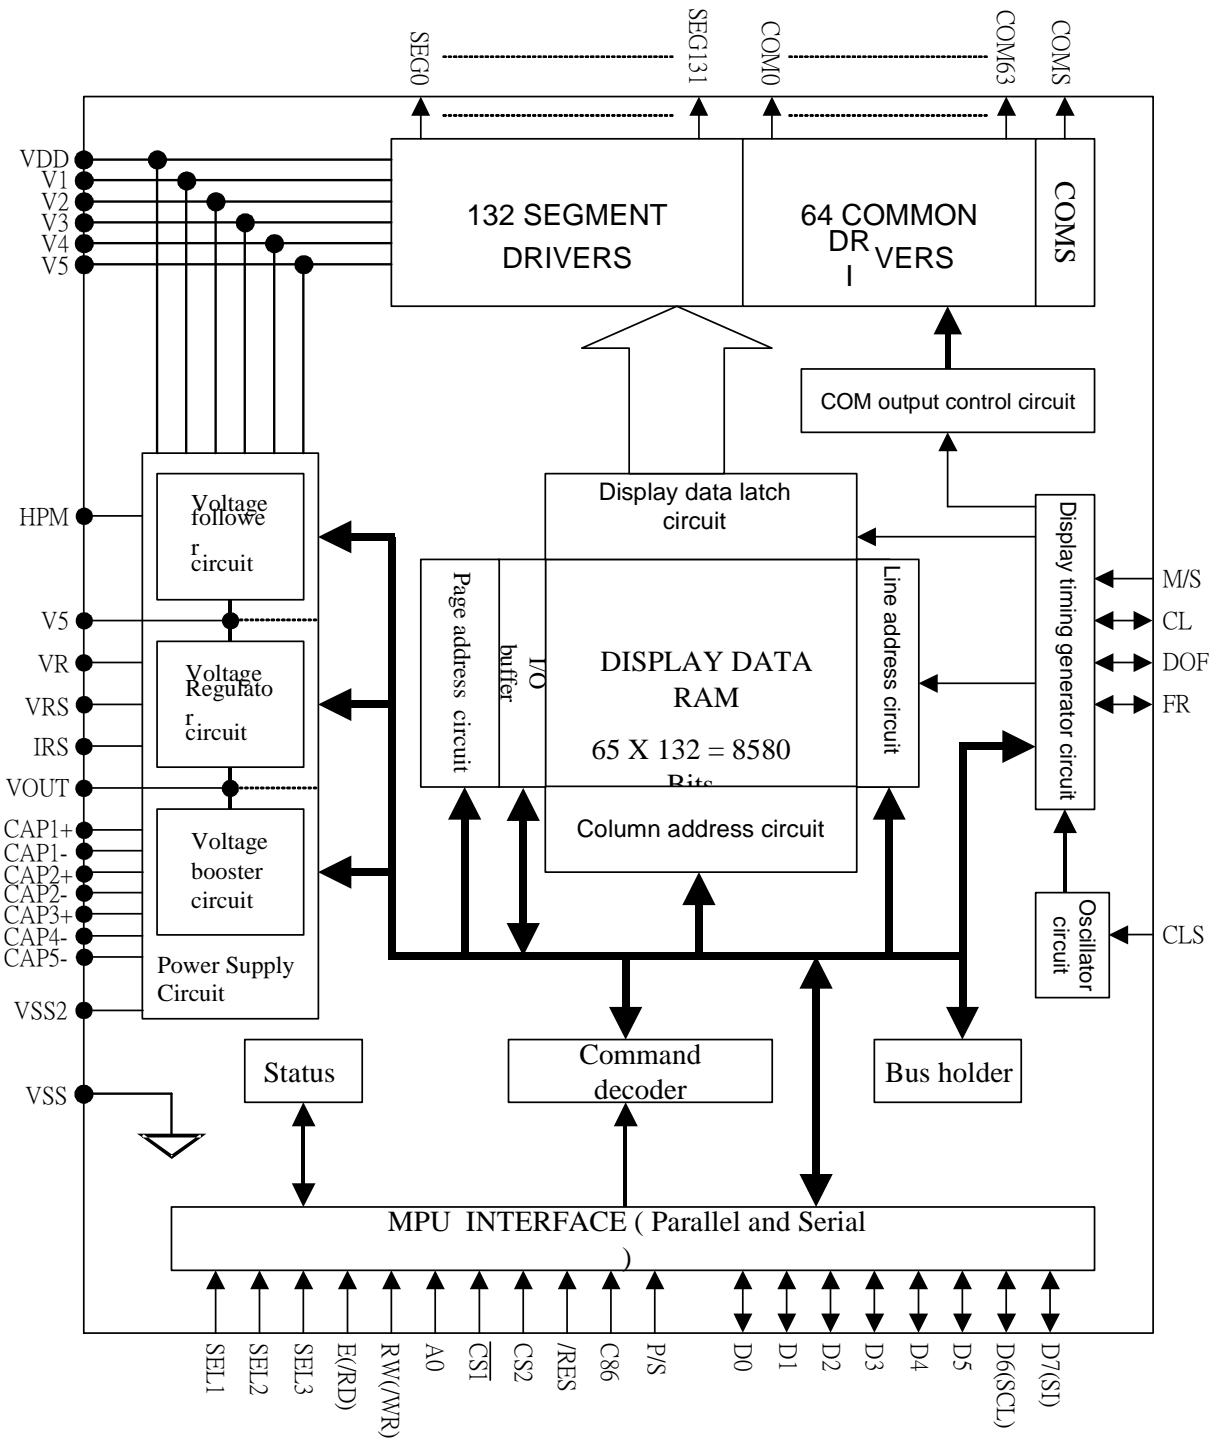 SEG0
SEG131
COM0
COM63
COMS
VDD
V1
V2
V3
V4
V5
132 SEGMENT
DRIVERS
64 COMMON
DR
I
VERS
COMS
COM output control circuit
HPM
V5
VR
VRS
IRS
VOUT
CAP1+
CAP1-
CAP2+
CAP2-
CAP3+
CAP4-
CAP5-
VSS2
VSS
Voltage
followe
r
circuit
Voltage
Regulato
r
circuit
Voltage
booster
circuit
Power Supply
Circuit
Display data latch
circuit
Page address circuit
I/O
buffer
DISPLAY DATA
RAM
65 X 132 = 8580
Bits
Line address circuit
Column address circuit
Display timing generator circuit
M/S
CL
DOF
FR
Oscillator
circuit
CLS
Status
Command
decoder
Bus holder
MPU INTERFACE ( Parallel and Serial
)
SEL1
SEL2
SEL3
E(/RD)
RW(/WR)
A0
CS1
CS2
/RES
C86
P/S
D0
D1
D2
D3
D4
D5
D6(SCL)
D7(SI)